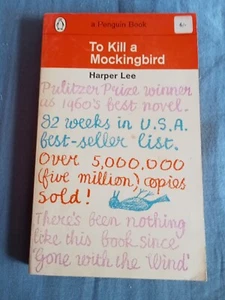 a Penguin Book
To Kill a
Mockingbird
Harper Lee
Pulitzer Prize winner
as 1960's best novel.
92 weeks in U.S.A.
best-seller list.
Over 5,000,000
(five million) copies
sold!
There's been nothing
like this book since
'Gone with the Wind'